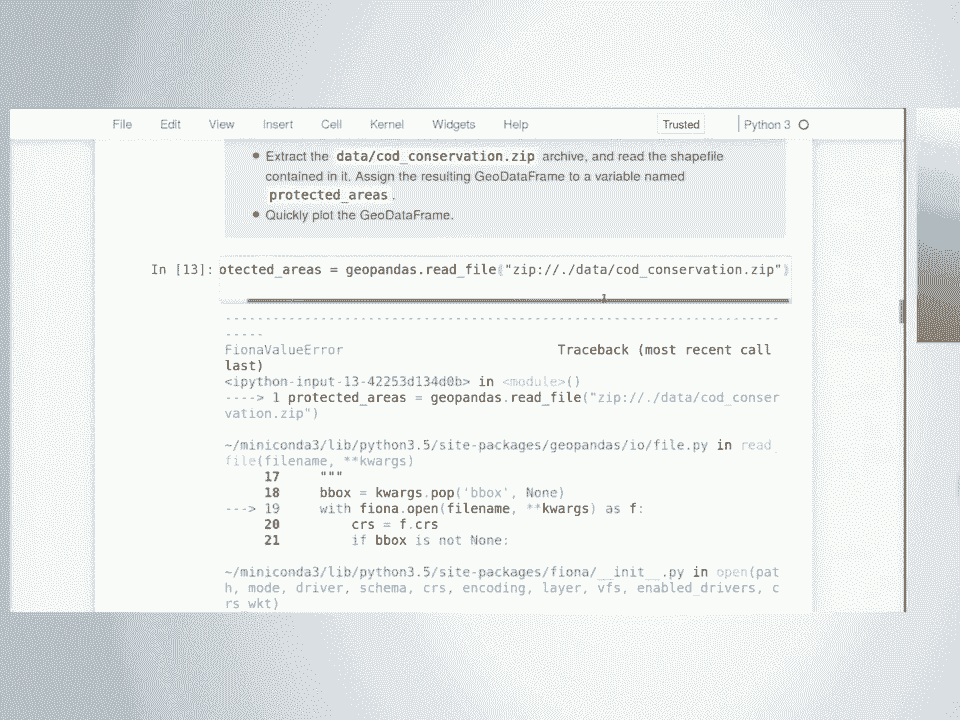 File Edit View Insert Cell Kernel Widgets Help Trusted Python 3
● Extract the data/cod_conservation.zip archive, and read the shapefile
contained in it. Assign the resulting GeoDataFrame to a variable named
protected_areas .
● Quickly plot the GeoDataFrame.
In [13]: otected_areas = geopandas.read_file("zip://./data/cod_conservation.zip")
---------------------------------------------------------------------------
-----
FionaValueError Traceback (most recent call
last)
<ipython-input-13-42253d134d0b> in <module>()
----> 1 protected_areas = geopandas.read_file("zip://./data/cod_conser
vation.zip")
~/miniconda3/lib/python3.5/site-packages/geopandas/io/file.py in read_
file(filename, **kwargs)
17 """
18 bbox = kwargs.pop('bbox', None)
---> 19 with fiona.open(filename, **kwargs) as f:
20 crs = f.crs
21 if bbox is not None:
~/miniconda3/lib/python3.5/site-packages/fiona/__init__.py in open(pat
h, mode, driver, schema, crs, encoding, layer, vfs, enabled_drivers, c
rs_wkt)